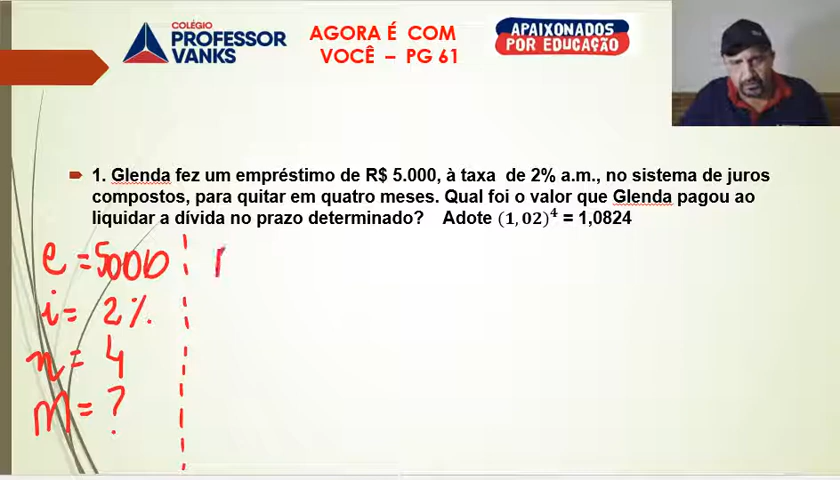 COLÉGIO
PROFESSOR
VANKS
AGORA É COM
VOCÊ – PG 61
APAIXONADOS
POR EDUCAÇÃO
1. Glenda fez um empréstimo de R$ 5.000, à taxa de 2% a.m., no sistema de juros
compostos, para quitar em quatro meses. Qual foi o valor que Glenda pagou ao
liquidar a dívida no prazo determinado? Adote (1,02)⁴ = 1,0824
C = 5000
i = 2%
n = 4
m = ?